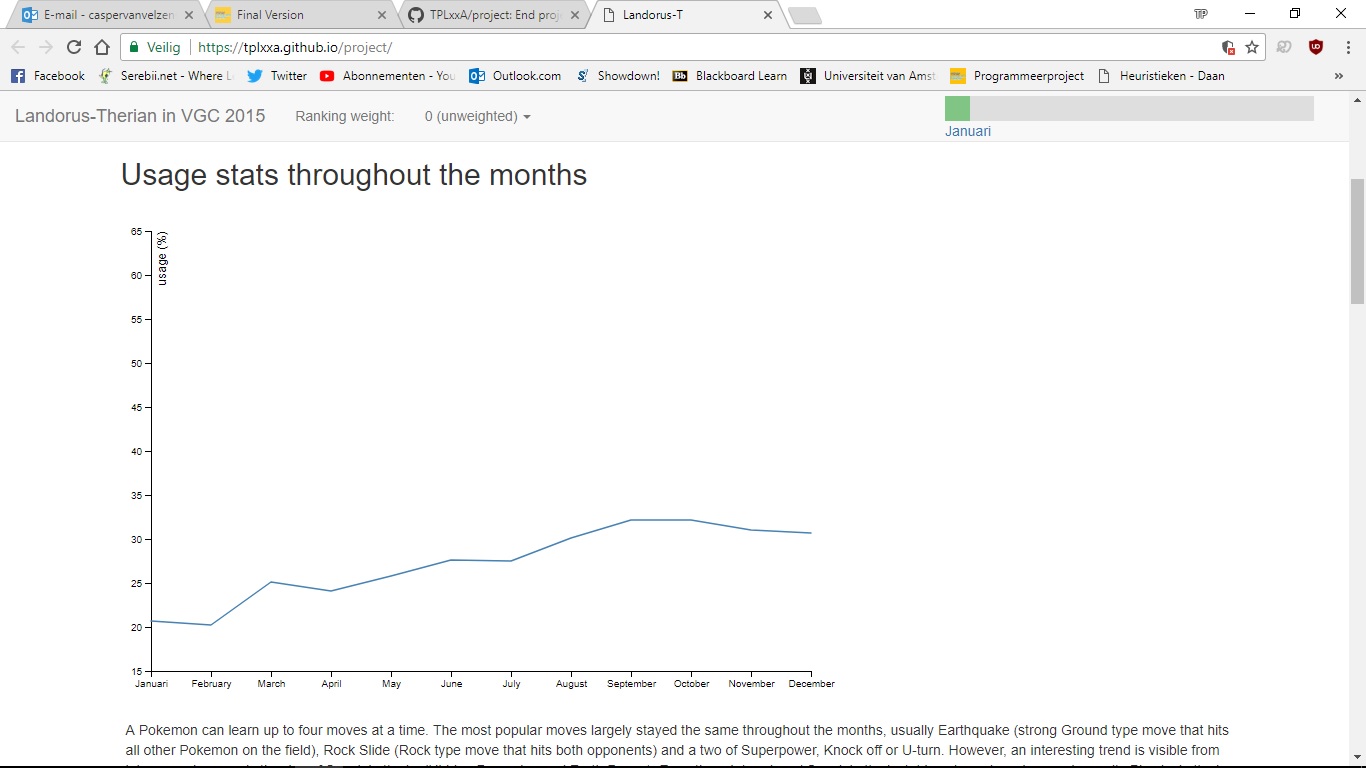 E-mail - caspervanvelzen Final Version TPLxxA/project: End proj Landorus-T TP
Veilig https://tplxxa.github.io/project/
Facebook Serebii.net - Where L Twitter Abonnementen - You Outlook.com Showdown! Bb Blackboard Learn Universiteit van Amst Programmeerproject Heuristieken - Daan »
Landorus-Therian in VGC 2015 Ranking weight: 0 (unweighted)
Januari
Usage stats throughout the months
usage (%)
65
60
55
50
45
40
35
30
25
20
15
Januari February March April May June July August September October November December
A Pokemon can learn up to four moves at a time. The most popular moves largely stayed the same throughout the months, usually Earthquake (strong Ground type move that hits
all other Pokemon on the field), Rock Slide (Rock type move that hits both opponents) and a two of Superpower, Knock off or U-turn. However, an interesting trend is visible from